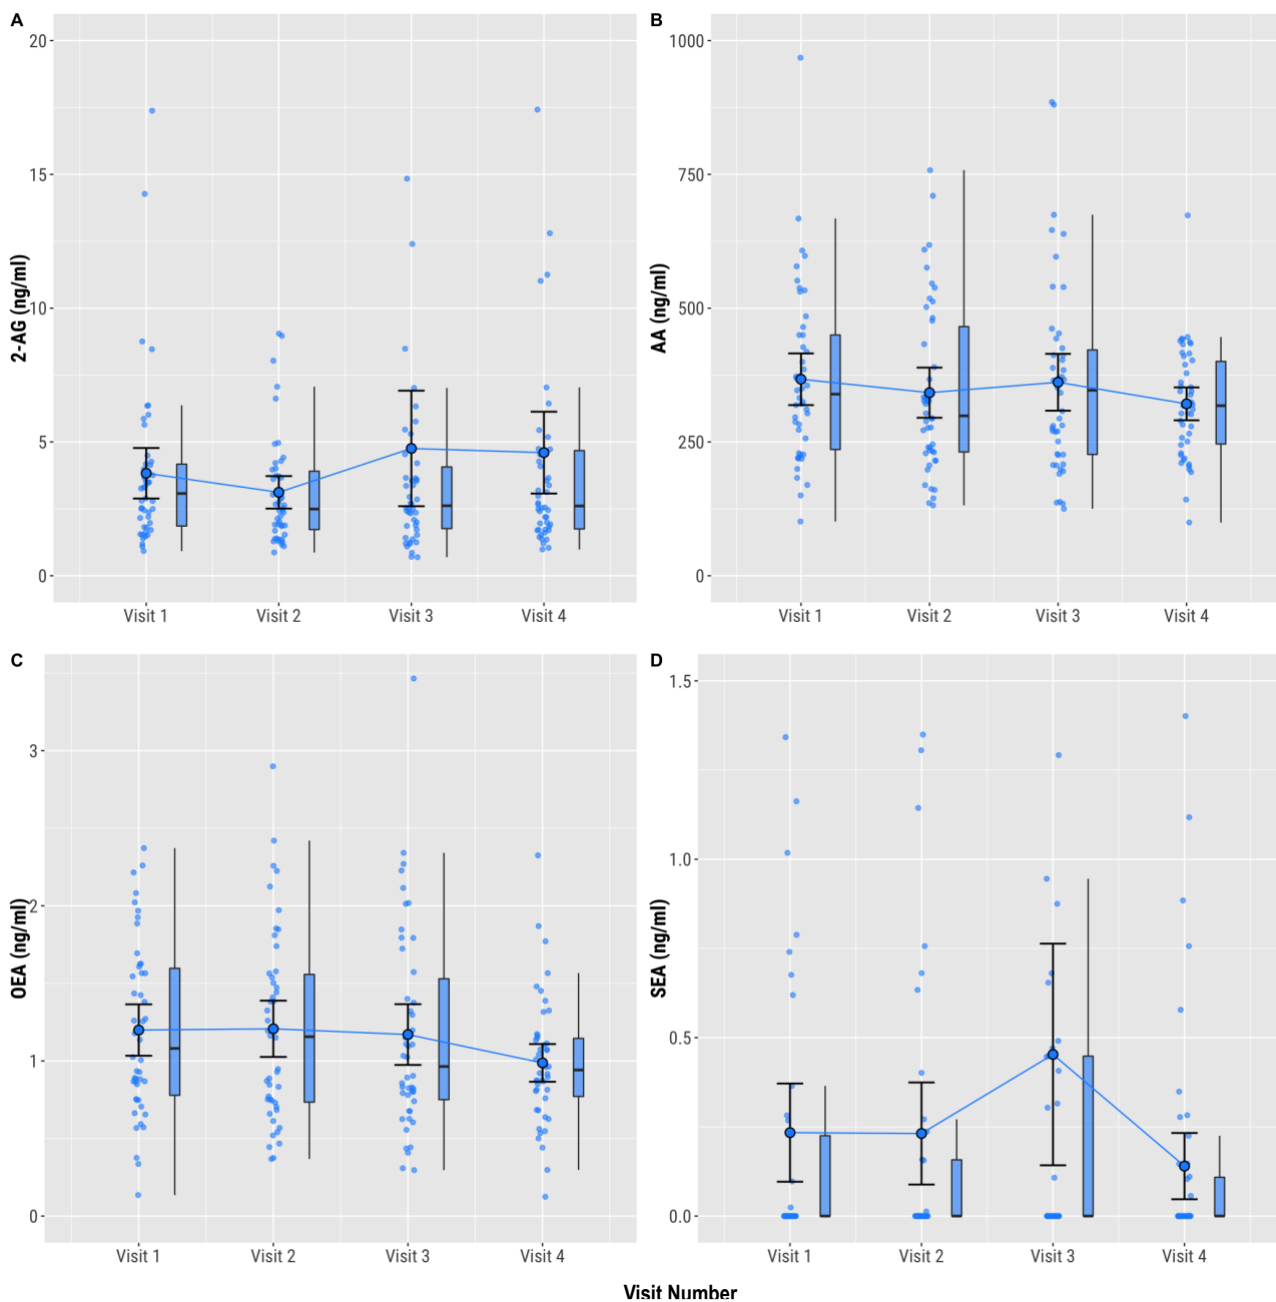 A
2-AG (ng/ml)
20
15
10
5
0
Visit 1 Visit 2 Visit 3 Visit 4
B
AA (ng/ml)
1000
750
500
250
0
Visit 1 Visit 2 Visit 3 Visit 4
C
OEA (ng/ml)
3
2
1
0
Visit 1 Visit 2 Visit 3 Visit 4
D
SEA (ng/ml)
1.5
1.0
0.5
0.0
Visit 1 Visit 2 Visit 3 Visit 4
Visit Number